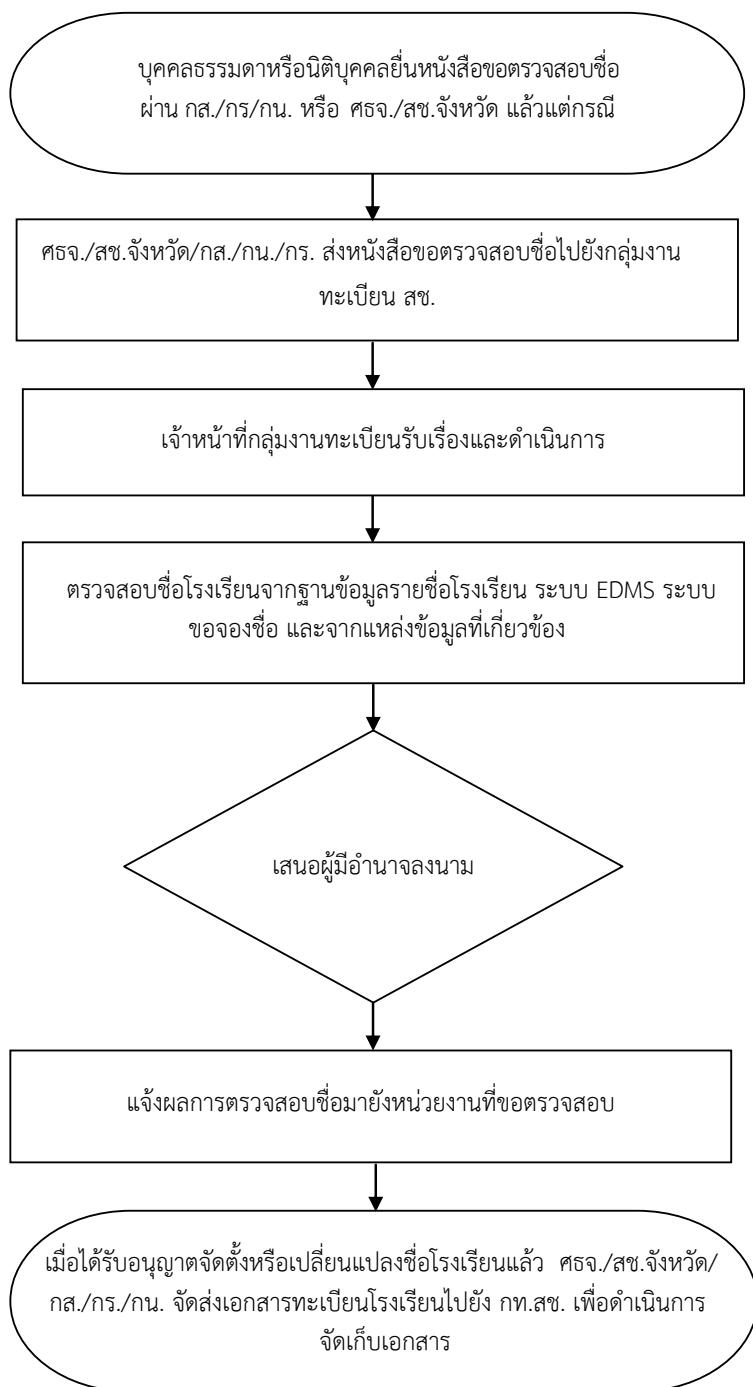 บุคคลธรรมดาหรือนิติบุคคลยื่นหนังสือขอตรวจสอบชื่อ
ผ่าน กส./กร/กน. หรือ ศธจ./สช.จังหวัด แล้วแต่กรณี
ศธจ./สช.จังหวัด/กส./กน./กร. ส่งหนังสือขอตรวจสอบชื่อไปยังกลุ่มงาน
ทะเบียน สช.
เจ้าหน้าที่กลุ่มงานทะเบียนรับเรื่องและดำเนินการ
ตรวจสอบชื่อโรงเรียนจากฐานข้อมูลรายชื่อโรงเรียน ระบบ EDMS ระบบ
ขอจองชื่อ และจากแหล่งข้อมูลที่เกี่ยวข้อง
เสนอผู้มีอำนาจลงนาม
แจ้งผลการตรวจสอบชื่อมายังหน่วยงานที่ขอตรวจสอบ
เมื่อได้รับอนุญาตจัดตั้งหรือเปลี่ยนแปลงชื่อโรงเรียนแล้ว ศธจ./สช.จังหวัด/
กส./กร./กน. จัดส่งเอกสารทะเบียนโรงเรียนไปยัง กท.สช. เพื่อดำเนินการ
จัดเก็บเอกสาร